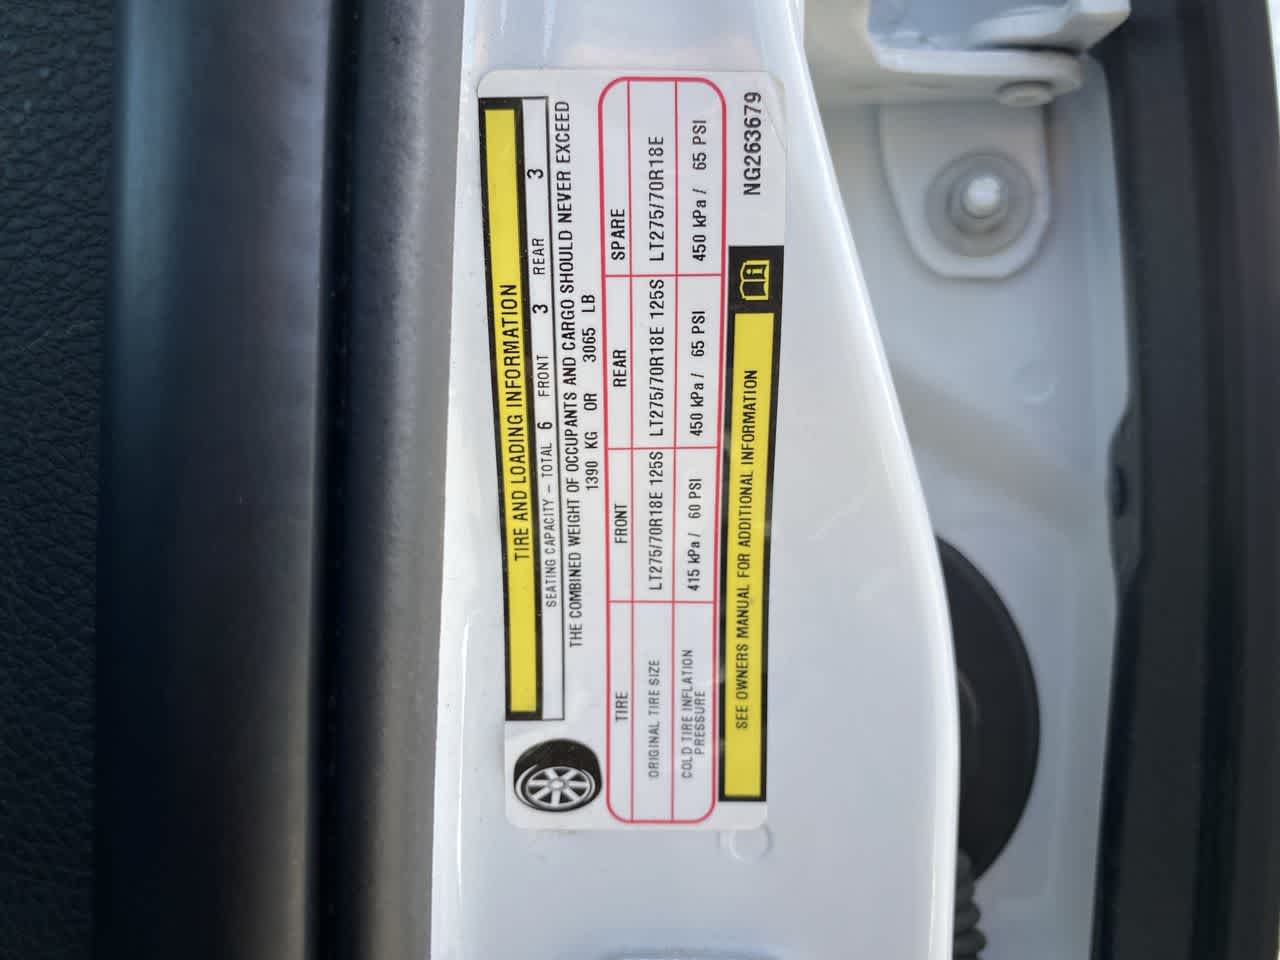 TIRE AND LOADING INFORMATION
SEATING CAPACITY – TOTAL 6 FRONT 3 REAR 3
THE COMBINED WEIGHT OF OCCUPANTS AND CARGO SHOULD NEVER EXCEED
1390 KG OR 3065 LB
TIRE FRONT REAR SPARE
ORIGINAL TIRE SIZE LT275/70R18E 125S LT275/70R18E 125S LT275/70R18E
COLD TIRE INFLATION PRESSURE 415 kPa / 60 PSI 450 kPa / 65 PSI 450 kPa / 65 PSI
SEE OWNERS MANUAL FOR ADDITIONAL INFORMATION
NG263679